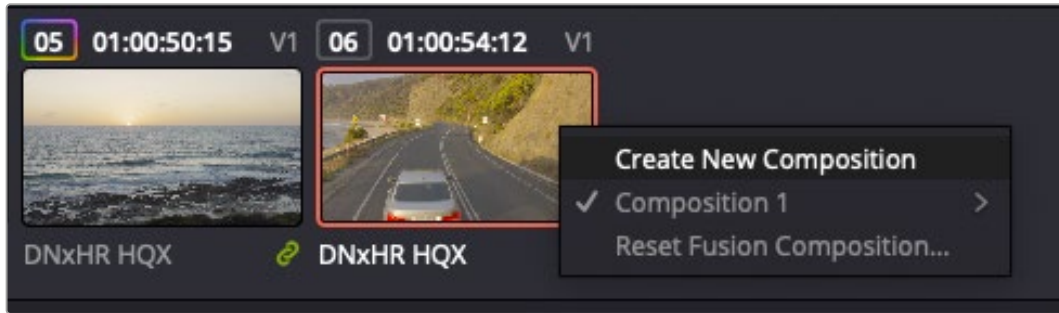 05 01:00:50:15 V1 06 01:00:54:12 V1
Create New Composition
Composition 1
Reset Fusion Composition...
DNxHR HQX DNxHR HQX